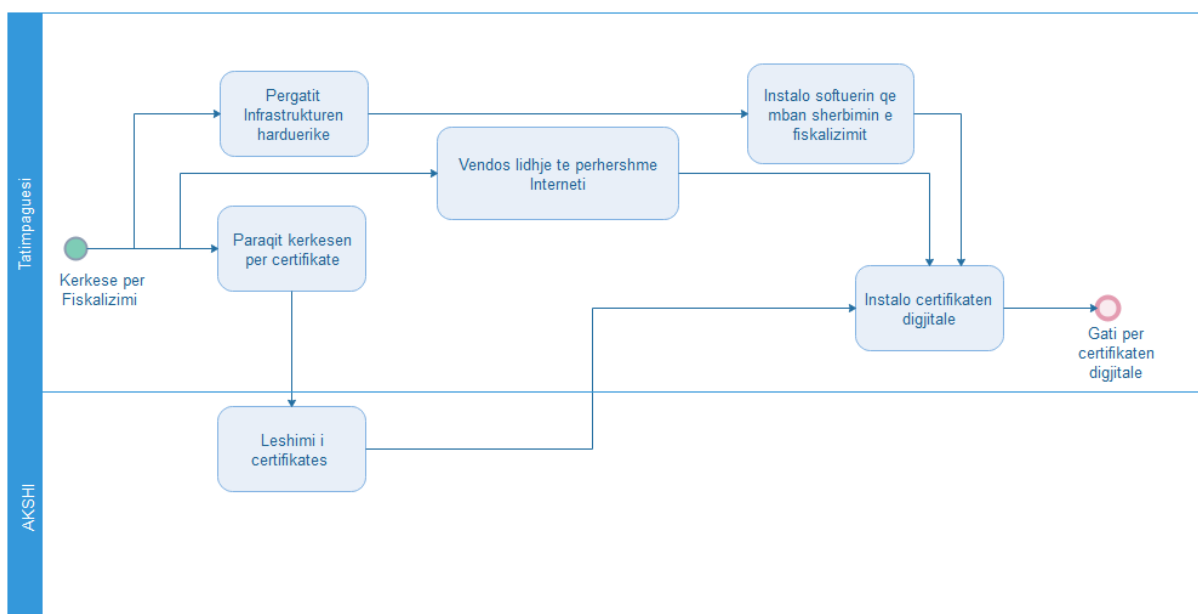 Tatimpaguesi
Pergatit
Infrastrukturen
harduerike
Instalo softuerin qe
mban sherbimin e
fiskalizimit
Vendos lidhje te perhershme
Interneti
Paraqit kerkesen
per certifikate
Kerkese per
Fiskalizimi
Instalo certifikaten
digjitale
Gati per
certifikaten
digjitale
AKSHI
Leshimi i
certifikates